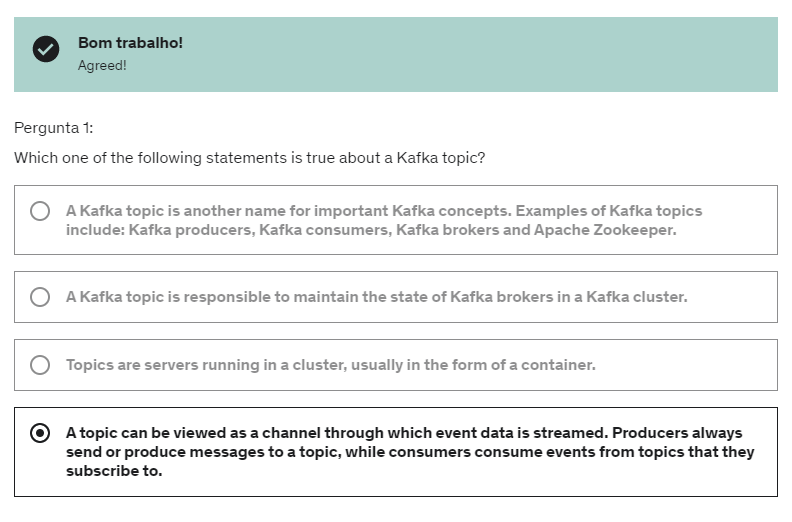 Bom trabalho!
Agreed!
Pergunta 1:
Which one of the following statements is true about a Kafka topic?
A Kafka topic is another name for important Kafka concepts. Examples of Kafka topics
include: Kafka producers, Kafka consumers, Kafka brokers and Apache Zookeeper.
A Kafka topic is responsible to maintain the state of Kafka brokers in a Kafka cluster.
Topics are servers running in a cluster, usually in the form of a container.
A topic can be viewed as a channel through which event data is streamed. Producers always
send or produce messages to a topic, while consumers consume events from topics that they
subscribe to.